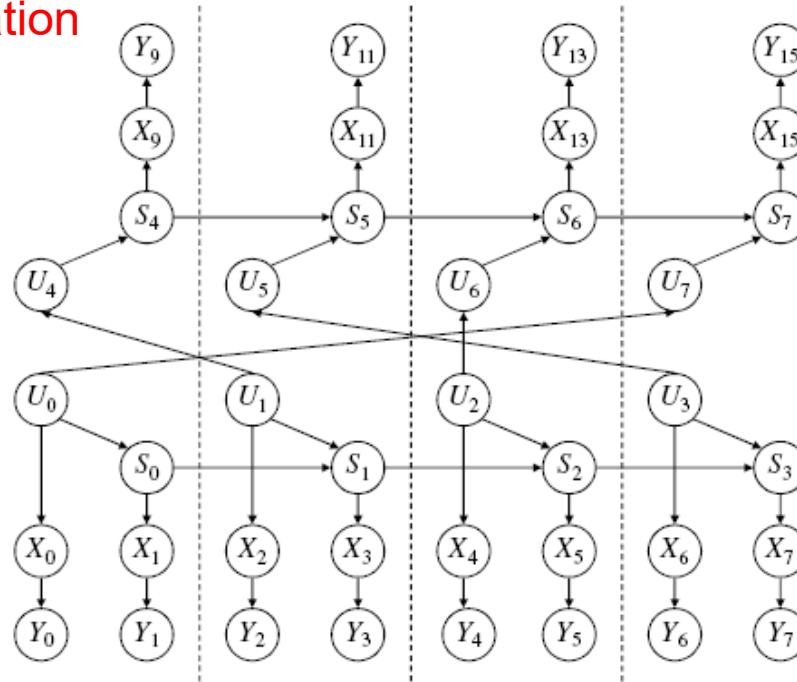 ation
Y9 Y11 Y13 Y15
X9 X11 X13 X15
S4 S5 S6 S7
U4 U5 U6 U7
U0 U1 U2 U3
S0 S1 S2 S3
X0 X1 X2 X3 X4 X5 X6 X7
Y0 Y1 Y2 Y3 Y4 Y5 Y6 Y7